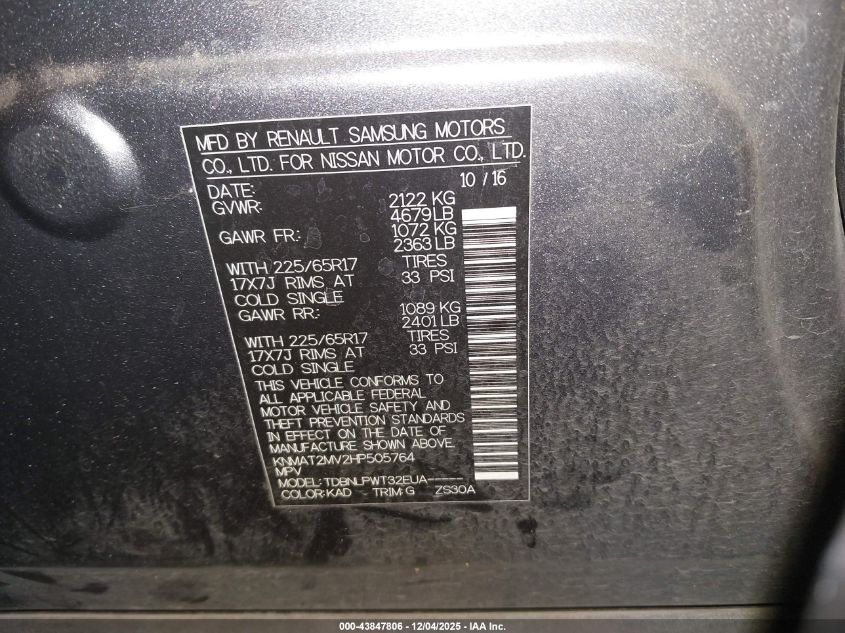 MFD BY RENAULT SAMSUNG MOTORS
CO., LTD. FOR NISSAN MOTOR CO., LTD.
DATE: 10 / 16
GVWR: 2122 KG
4679 LB
GAWR FR: 1072 KG
2363 LB
WITH 225/65R17 TIRES
17X7J RIMS AT 33 PSI
COLD SINGLE
GAWR RR: 1089 KG
2401 LB
WITH 225/65R17 TIRES
17X7J RIMS AT 33 PSI
COLD SINGLE
THIS VEHICLE CONFORMS TO
ALL APPLICABLE FEDERAL
MOTOR VEHICLE SAFETY AND
THEFT PREVENTION STANDARDS
IN EFFECT ON THE DATE OF
MANUFACTURE SHOWN ABOVE.
KNMAT2MV2HP505764
MPV
MODEL: TDBNLPWT32EUA-----
COLOR: KAD TRIM: G ZS30A
000-43847806 - 12/04/2025 - IAA Inc.